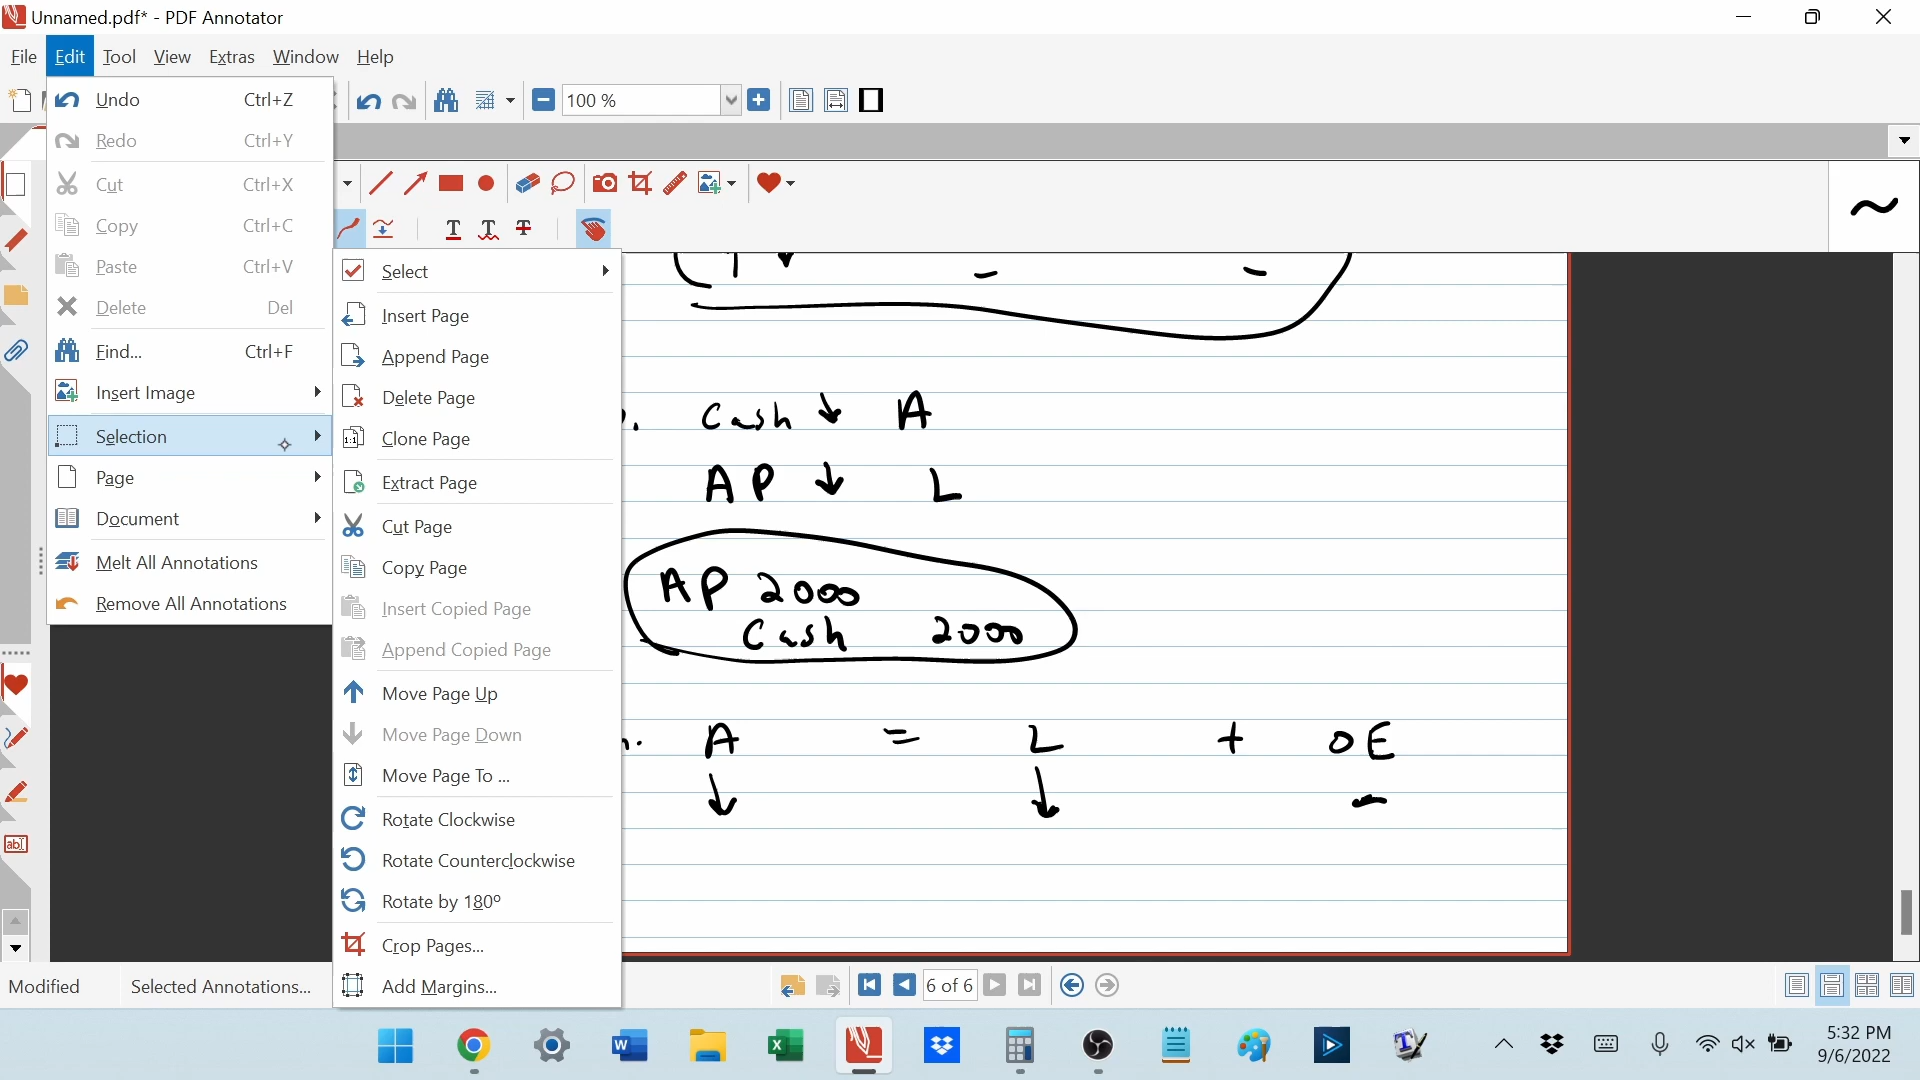 Unnamed.pdf* - PDF Annotator
File Edit Tool View Extras Window Help
Undo Ctrl+Z
Redo Ctrl+Y
Cut Ctrl+X
Copy Ctrl+C
Paste Ctrl+V
Delete Del
Find... Ctrl+F
Insert Image
Selection
Page
Document
Melt All Annotations
Remove All Annotations
100 %
Select
Insert Page
Append Page
Delete Page
Clone Page
Extract Page
Cut Page
Copy Page
Insert Copied Page
Append Copied Page
Move Page Up
Move Page Down
Move Page To ...
Rotate Clockwise
Rotate Counterclockwise
Rotate by 180º
Crop Pages...
Add Margins...
Cash ↓ A
AP ↓ L
AP 2000
Cash 2000
A = L + OE
↓ ↓ –
Modified Selected Annotations... 6 of 6
5:32 PM
9/6/2022